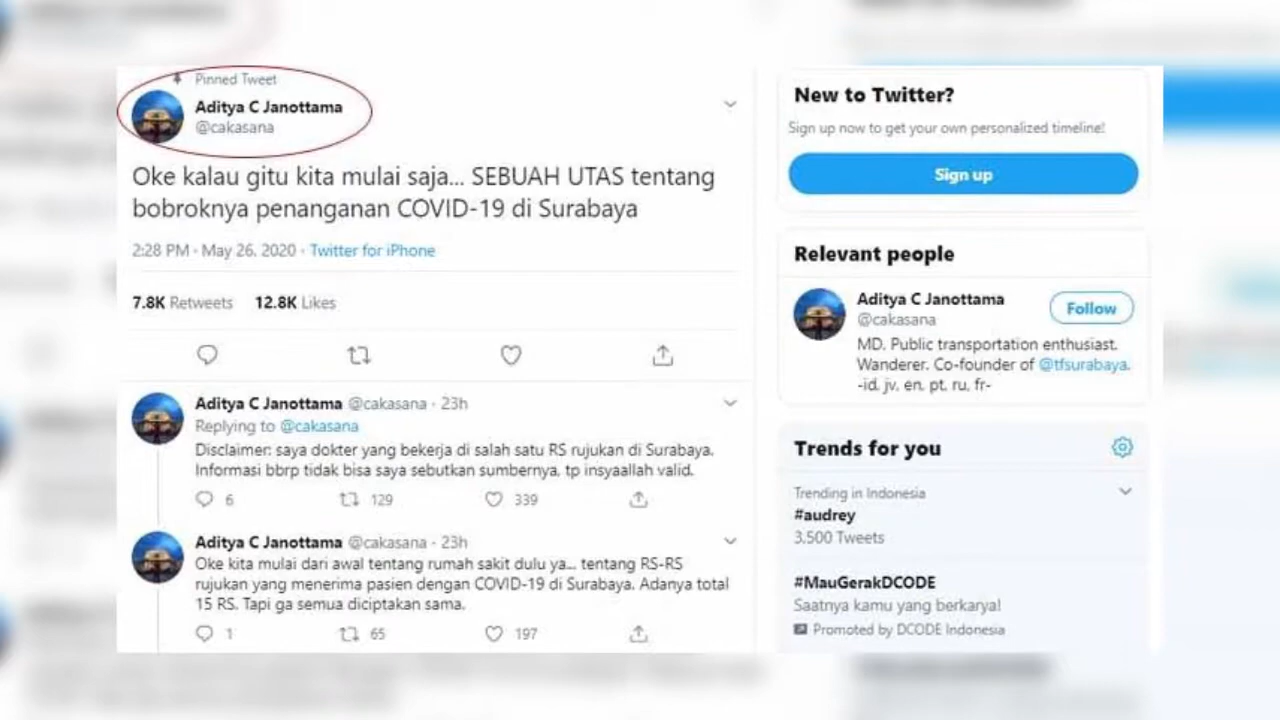 Pinned Tweet
Aditya C Janottama
@cakasana
Oke kalau gitu kita mulai saja... SEBUAH UTAS tentang
bobroknya penanganan COVID-19 di Surabaya
2:28 PM · May 26, 2020 · Twitter for iPhone
7.8K Retweets 12.8K Likes
Aditya C Janottama @cakasana · 23h
Replying to @cakasana
Disclaimer: saya dokter yang bekerja di salah satu RS rujukan di Surabaya.
Informasi bbrp tidak bisa saya sebutkan sumbernya, tp insyaallah valid.
6 129 339
Aditya C Janottama @cakasana · 23h
Oke kita mulai dari awal tentang rumah sakit dulu ya... tentang RS-RS
rujukan yang menerima pasien dengan COVID-19 di Surabaya. Adanya total
15 RS. Tapi ga semua diciptakan sama.
1 65 197
New to Twitter?
Sign up now to get your own personalized timeline!
Sign up
Relevant people
Aditya C Janottama
@cakasana
Follow
MD. Public transportation enthusiast.
Wanderer. Co-founder of @tfsurabaya.
-id, jv, en, pt, ru, fr-
Trends for you
Trending in Indonesia
#audrey
3,500 Tweets
#MauGerakDCODE
Saatnya kamu yang berkarya!
Promoted by DCODE Indonesia